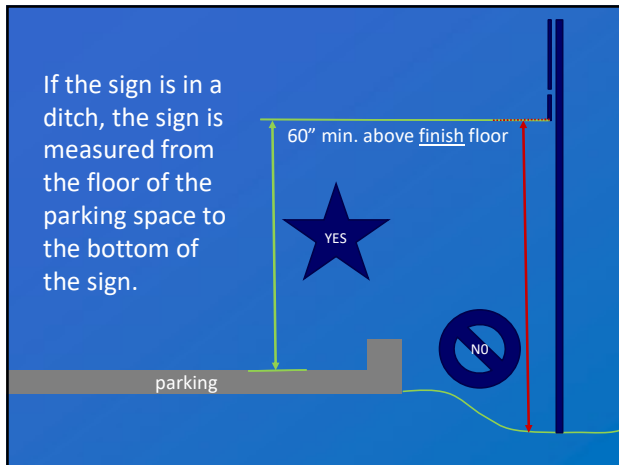 If the sign is in a
ditch, the sign is
measured from
the floor of the
parking space to
the bottom of
the sign.
60” min. above finish floor
YES
N0
parking